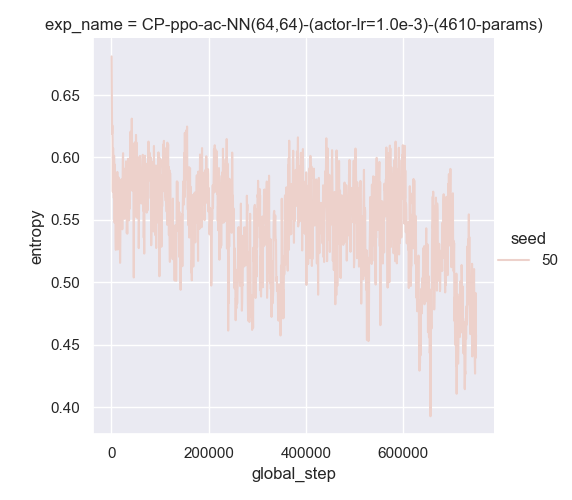 exp_name = CP-ppo-ac-NN(64,64)-(actor-lr=1.0e-3)-(4610-params)
0.65
0.60
0.55
0.50
0.45
0.40
entropy
0
200000
400000
600000
global_step
seed
50